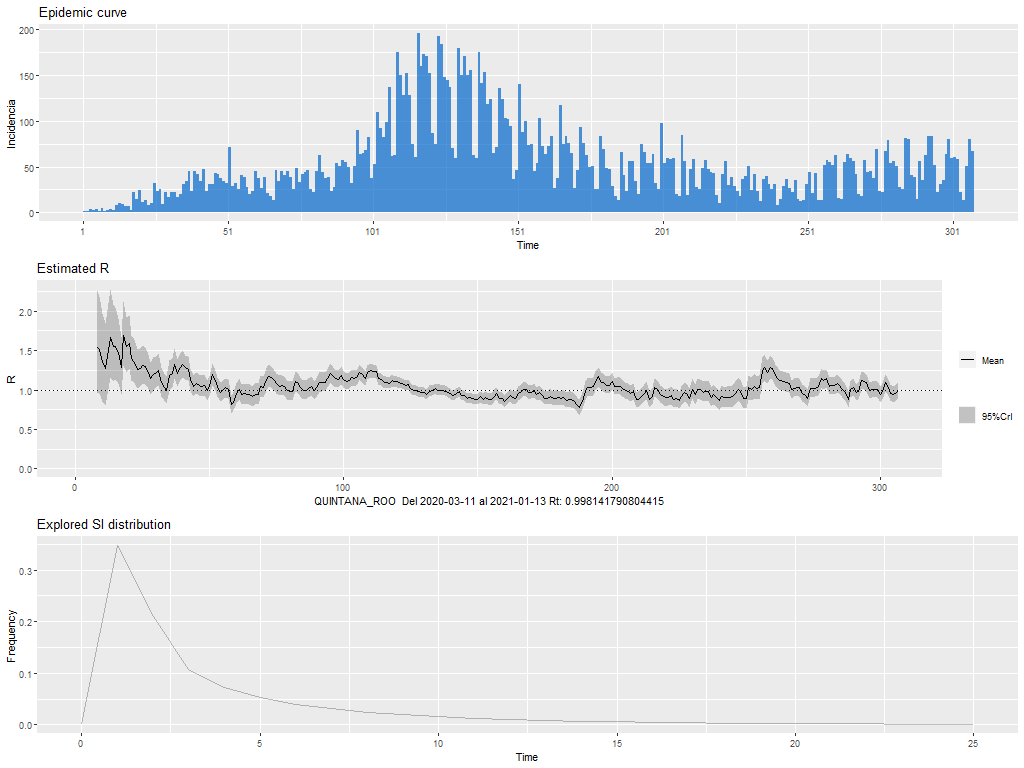 Epidemic curve
200
150
100
50
0
Incidencia
1 51 101 151 201 251 301
Time
Estimated R
2.0
1.5
1.0
0.5
0.0
R
Mean
95%CrI
0 100 200 300
QUINTANA_ROO Del 2020-03-11 al 2021-01-13 Rt: 0.998141790804415
Explored SI distribution
0.3
0.2
0.1
0.0
Frequency
0 5 10 15 20 25
Time